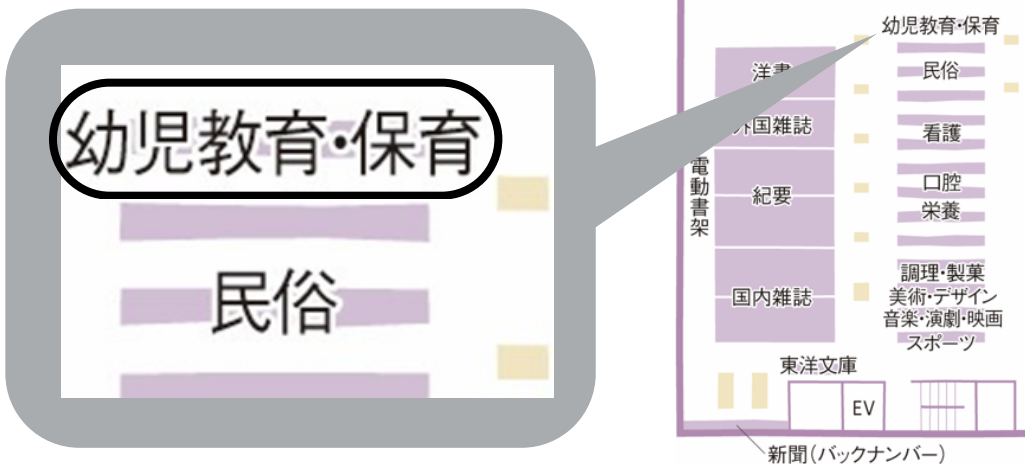 幼児教育・保育
民俗
幼児教育・保育
民俗
看護
口腔
栄養
調理・製菓
美術・デザイン
音楽・演劇・映画
スポーツ
洋書
外国雑誌
紀要
国内雑誌
電動書架
東洋文庫
EV
新聞(バックナンバー)